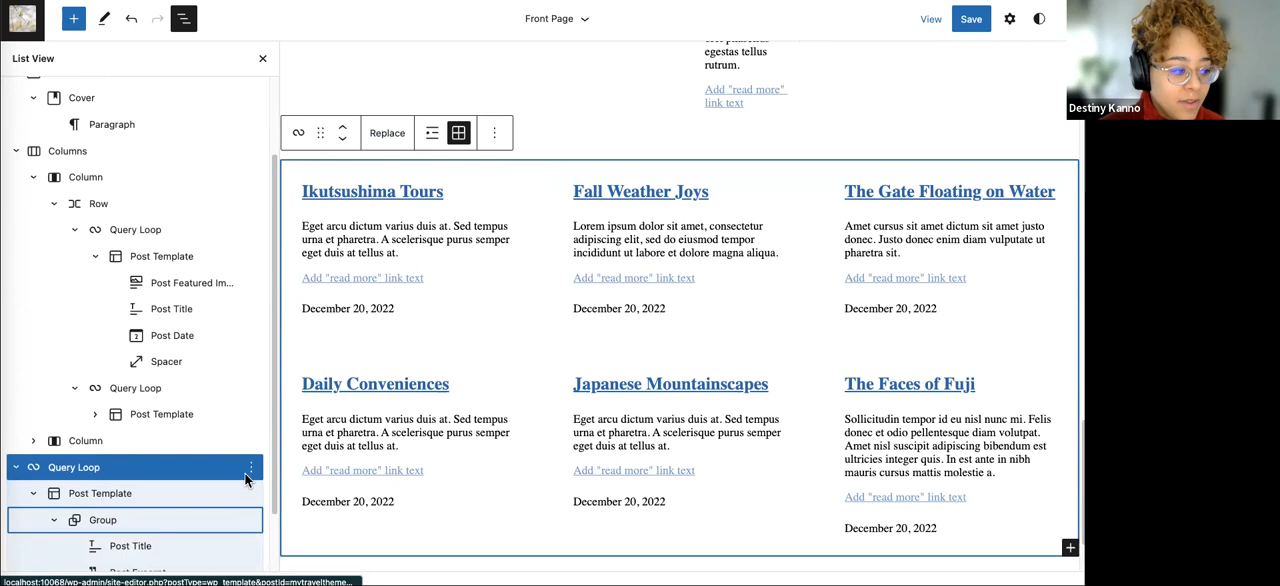 Front Page
View
Save
List View
Cover
Paragraph
Columns
Column
Row
Query Loop
Post Template
Post Featured Im...
Post Title
Post Date
Spacer
Query Loop
Post Template
Column
Query Loop
Post Template
Group
Post Title
egestas tellus
rutrum.
Add "read more"
link text
Replace
Ikutsushima Tours
Eget arcu dictum varius duis at. Sed tempus
urna et pharetra. A scelerisque purus semper
eget duis at tellus at.
Add "read more" link text
December 20, 2022
Fall Weather Joys
Lorem ipsum dolor sit amet, consectetur
adipiscing elit, sed do eiusmod tempor
incididunt ut labore et dolore magna aliqua.
Add "read more" link text
December 20, 2022
The Gate Floating on Water
Amet cursus sit amet dictum sit amet justo
donec. Justo donec enim diam vulputate ut
pharetra sit.
Add "read more" link text
December 20, 2022
Daily Conveniences
Eget arcu dictum varius duis at. Sed tempus
urna et pharetra. A scelerisque purus semper
eget duis at tellus at.
Add "read more" link text
December 20, 2022
Japanese Mountainscapes
Eget arcu dictum varius duis at. Sed tempus
urna et pharetra. A scelerisque purus semper
eget duis at tellus at.
Add "read more" link text
December 20, 2022
The Faces of Fuji
Sollicitudin tempor id eu nisl nunc mi. Felis
donec et odio pellentesque diam volutpat.
Amet nisl suscipit adipiscing bibendum est
ultricies integer quis. In est ante in nibh
mauris cursus mattis molestie a.
Add "read more" link text
December 20, 2022
Destiny Kanno
localhost:10068/wp-admin/site-editor.php?postType=wp_template&postId=mytraveltheme...